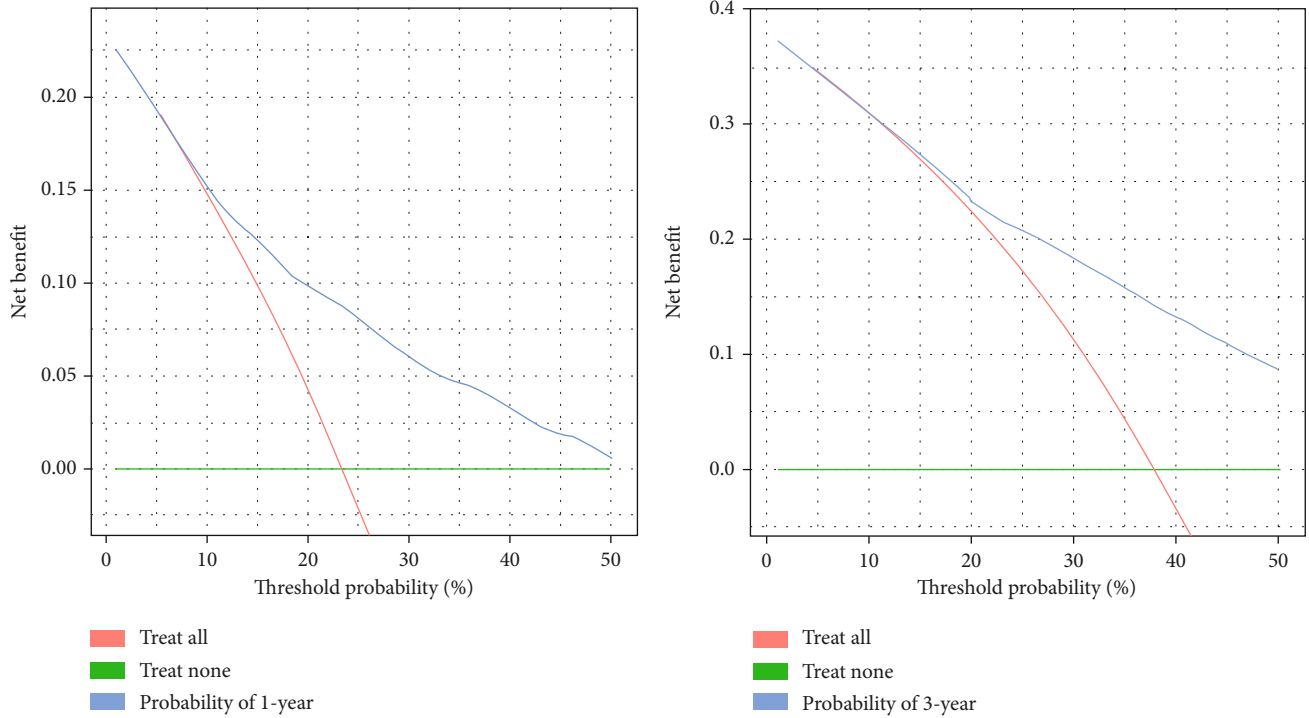 Net benefit
0.20
0.15
0.10
0.05
0.00
0 10 20 30 40 50
Threshold probability (%)
Treat all
Treat none
Probability of 1-year
Net benefit
0.4
0.3
0.2
0.1
0.0
0 10 20 30 40 50
Threshold probability (%)
Treat all
Treat none
Probability of 3-year